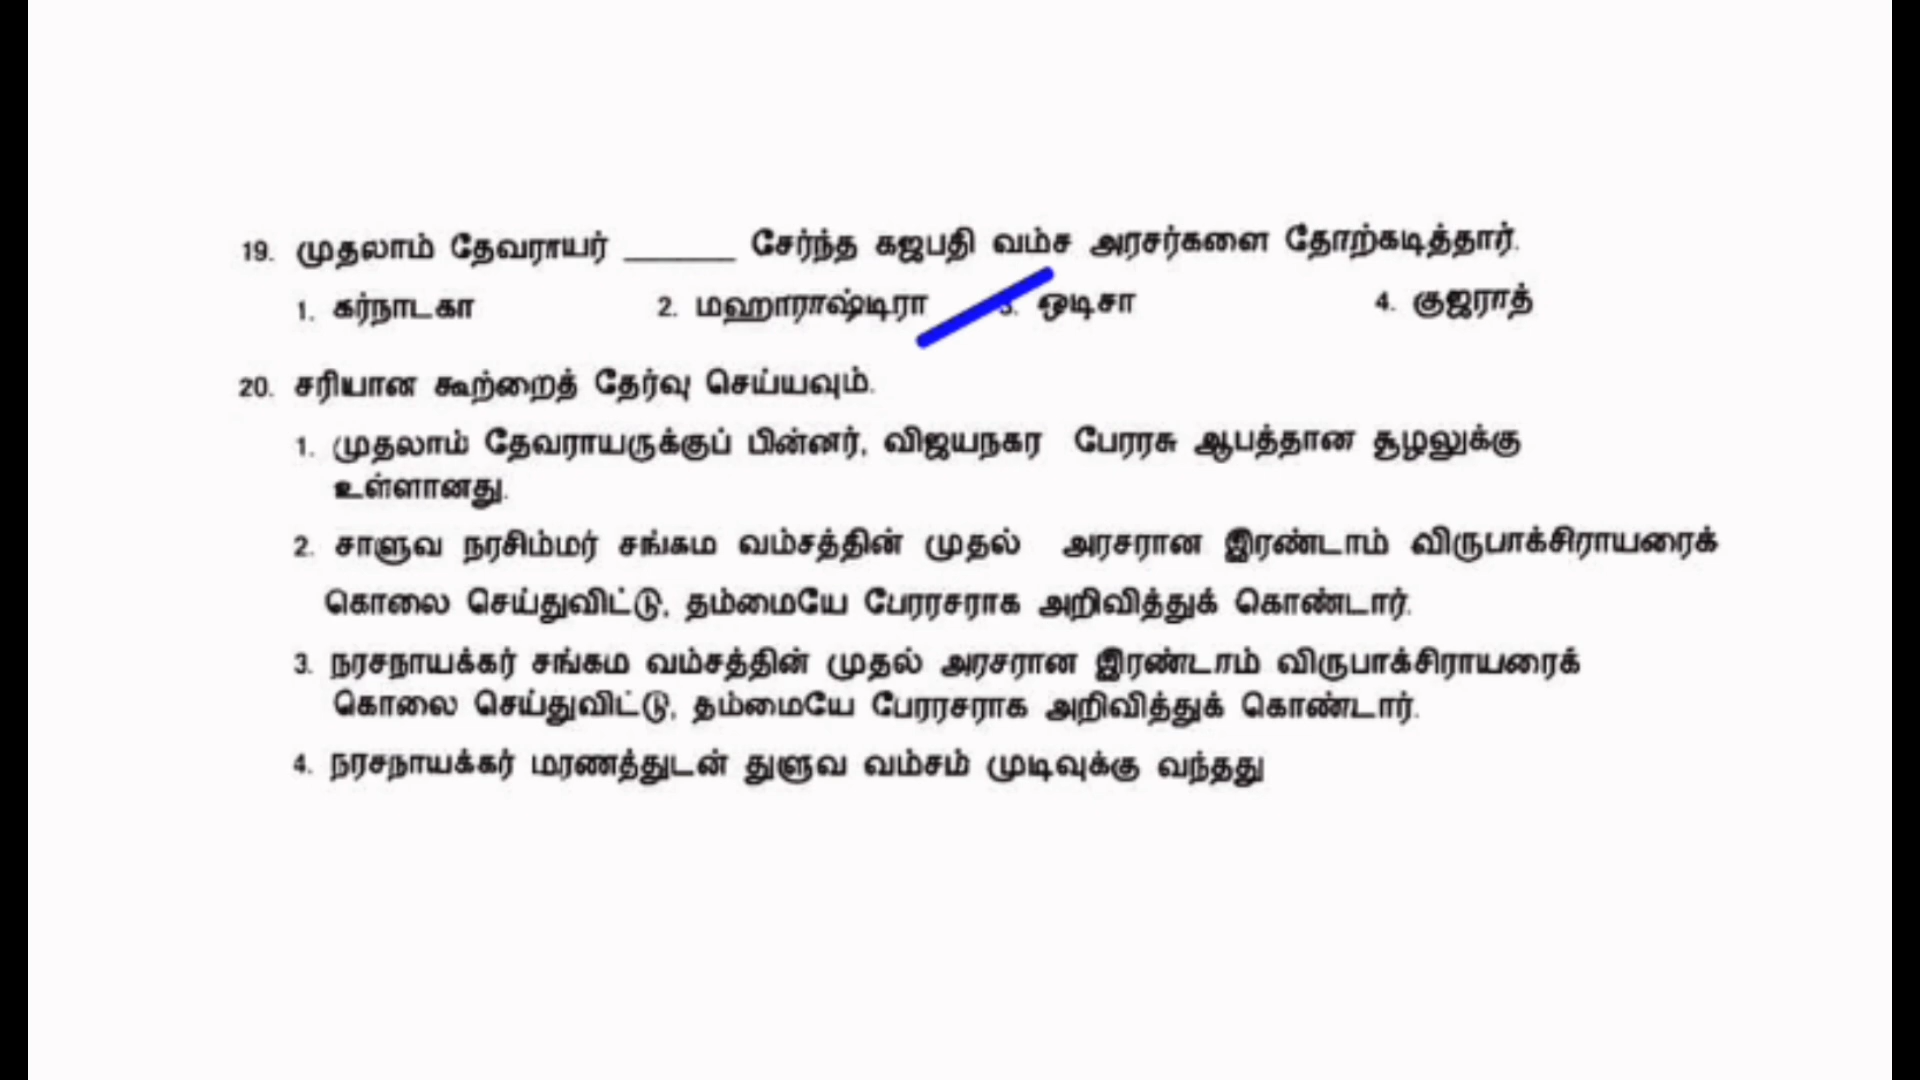 19. முதலாம் தேவராயர் ______ சேர்ந்த கஜபதி வம்ச அரசர்களை தோற்கடித்தார்.
1. கர்நாடகா 2. மஹாராஷ்டிரா 3. ஒடிசா 4. குஜராத்
20. சரியான கூற்றைத் தேர்வு செய்யவும்.
1. முதலாம் தேவராயருக்குப் பின்னர், விஜயநகர பேரரசு ஆபத்தான சூழலுக்கு
உள்ளானது.
2. சாளுவ நரசிம்மர் சங்கம வம்சத்தின் முதல் அரசரான இரண்டாம் விருபாக்சிராயரைக்
கொலை செய்துவிட்டு, தம்மையே பேரரசராக அறிவித்துக் கொண்டார்.
3. நரசநாயக்கர் சங்கம வம்சத்தின் முதல் அரசரான இரண்டாம் விருபாக்சிராயரைக்
கொலை செய்துவிட்டு, தம்மையே பேரரசராக அறிவித்துக் கொண்டார்.
4. நரசநாயக்கர் மரணத்துடன் துளுவ வம்சம் முடிவுக்கு வந்தது